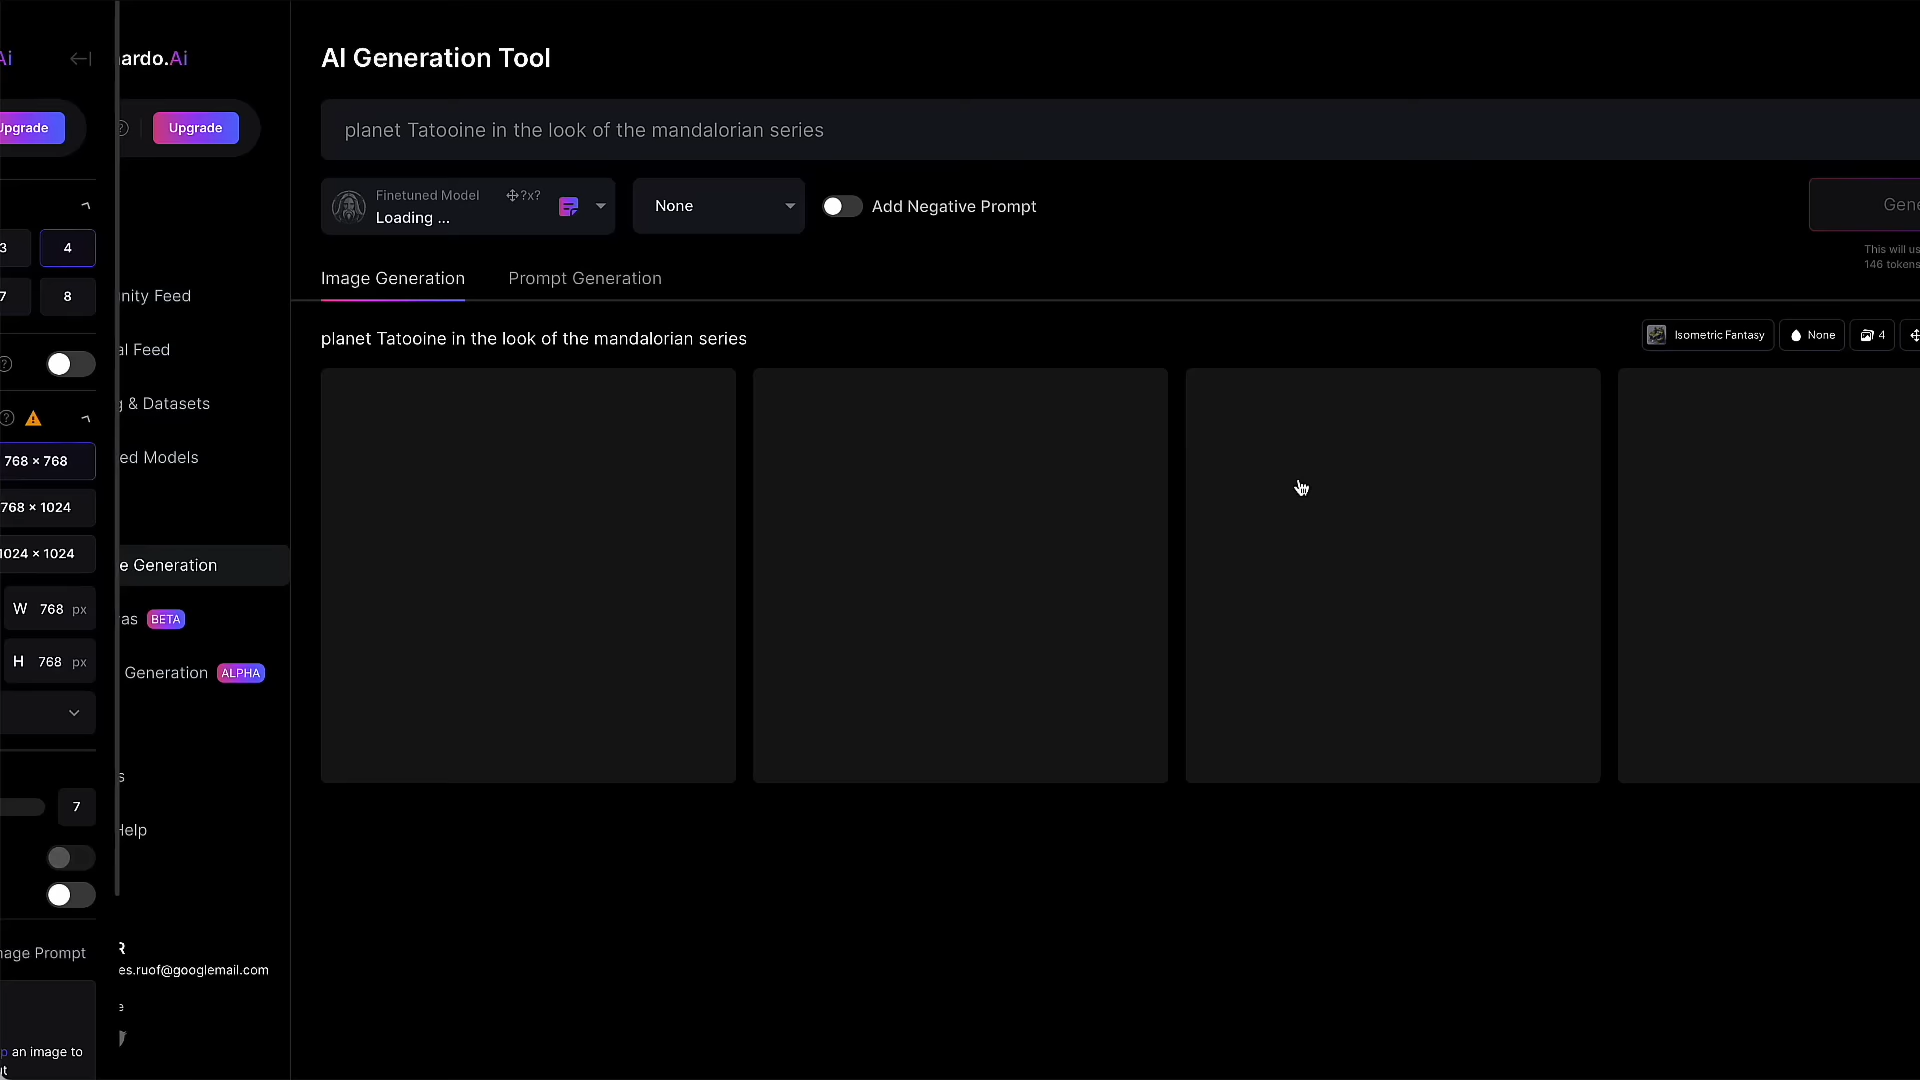 Ai
ardo.Ai
AI Generation Tool
Upgrade
Upgrade
planet Tatooine in the look of the mandalorian series
Finetuned Model
?x?
Loading ...
None
Add Negative Prompt
Gene
This will us
146 tokens
3
4
7
8
Image Generation
Prompt Generation
nity Feed
al Feed
g & Datasets
ed Models
planet Tatooine in the look of the mandalorian series
Isometric Fantasy
None
4
768 × 768
768 × 1024
1024 × 1024
W 768 px
H 768 px
e Generation
as BETA
Generation ALPHA
s
7
Help
R
es.ruof@googlemail.com
e
mage Prompt
p an image to
ut